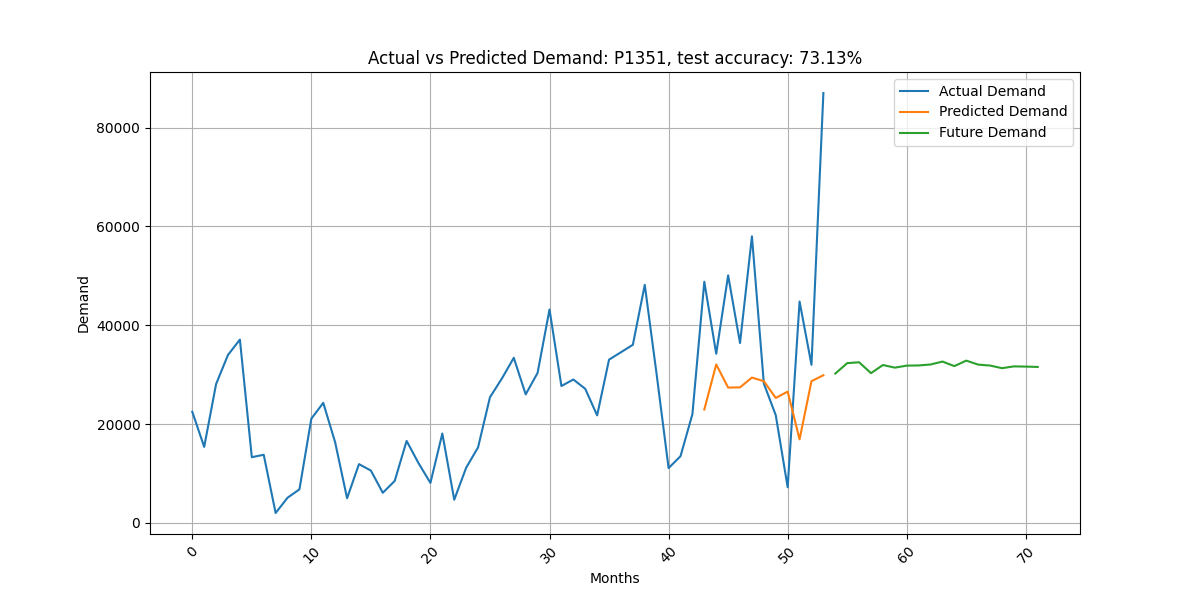 Actual vs Predicted Demand: P1351, test accuracy: 73.13%
Actual Demand
Predicted Demand
Future Demand
Demand
80000
60000
40000
20000
0
0 10 20 30 40 50 60 70
Months